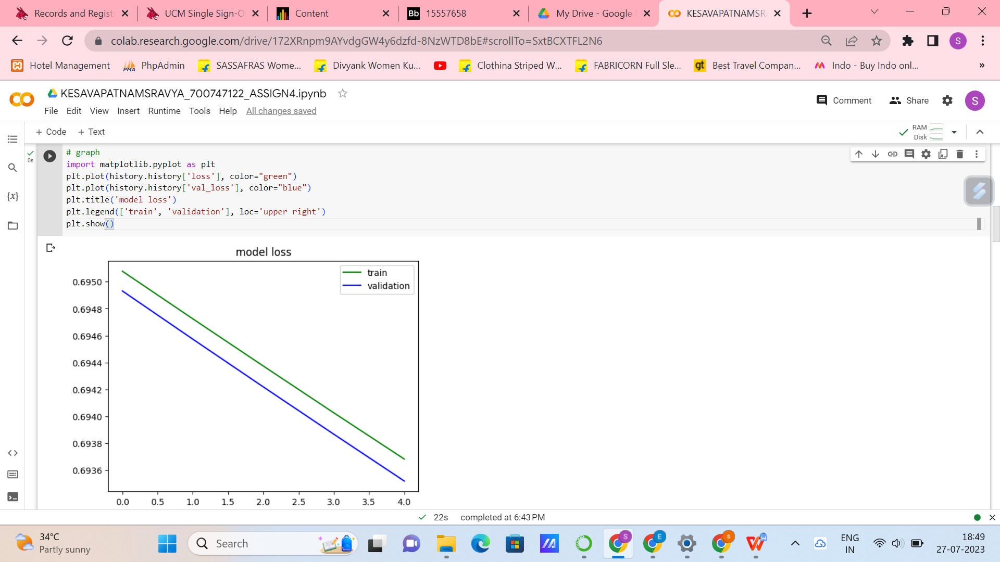 Records and Regist
UCM Single Sign-O
Content
Bb 15557658
My Drive - Google
KESAVAPATNAMSR
colab.research.google.com/drive/172XRnpm9AYvdgGW4y6dzfd-8NzWTD8bE#scrollTo=SxtBCXTFL2N6
S
Hotel Management
PMA PhpAdmin
SASSAFRAS Wome...
Divyank Women Ku...
Clothina Striped W...
FABRICORN Full Sle...
gt Best Travel Compan...
Indo - Buy Indo onl...
»
KESAVAPATNAMSRAVYA_700747122_ASSIGN4.ipynb
Comment
Share
S
File Edit View Insert Runtime Tools Help All changes saved
+ Code + Text
RAM
Disk
0s
{x}
# graph
import matplotlib.pyplot as plt
plt.plot(history.history['loss'], color="green")
plt.plot(history.history['val_loss'], color="blue")
plt.title('model loss')
plt.legend(['train', 'validation'], loc='upper right')
plt.show()
model loss
train
validation
0.6950
0.6948
0.6946
0.6944
0.6942
0.6940
0.6938
0.6936
0.0 0.5 1.0 1.5 2.0 2.5 3.0 3.5 4.0
22s completed at 6:43 PM
34°C
Partly sunny
Search
S
E
S
W
ENG
IN
18:49
27-07-2023